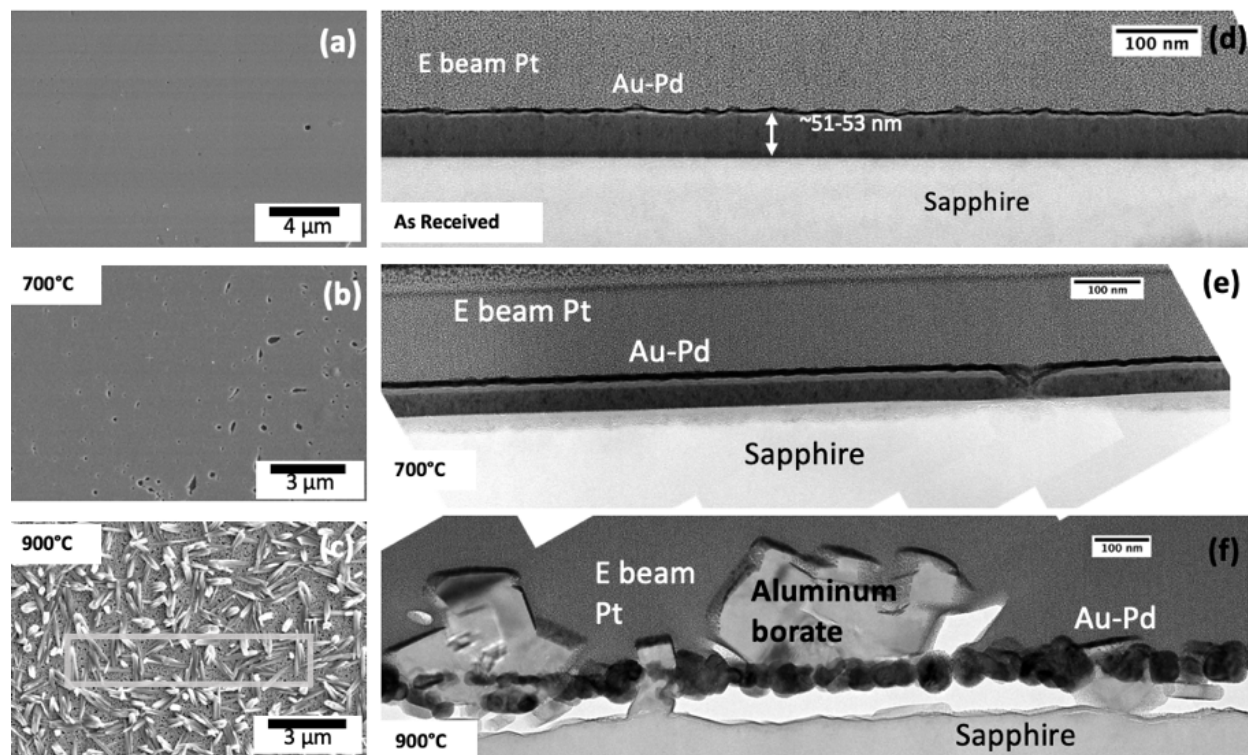 (a)
4 µm
E beam Pt
Au-Pd
~51-53 nm
Sapphire
As Received
100 nm
(d)
700°C
(b)
3 µm
E beam Pt
Au-Pd
Sapphire
700°C
100 nm
(e)
900°C
(c)
3 µm
E beam
Pt
Aluminum
borate
Au-Pd
Sapphire
900°C
100 nm
(f)